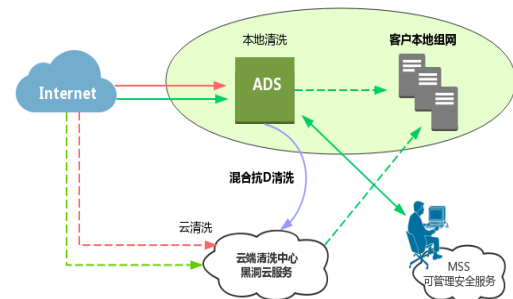 本地清洗
客户本地组网
ADS
Internet
混合抗D清洗
云清洗
云端清洗中心
黑洞云服务
MSS
可管理安全服务